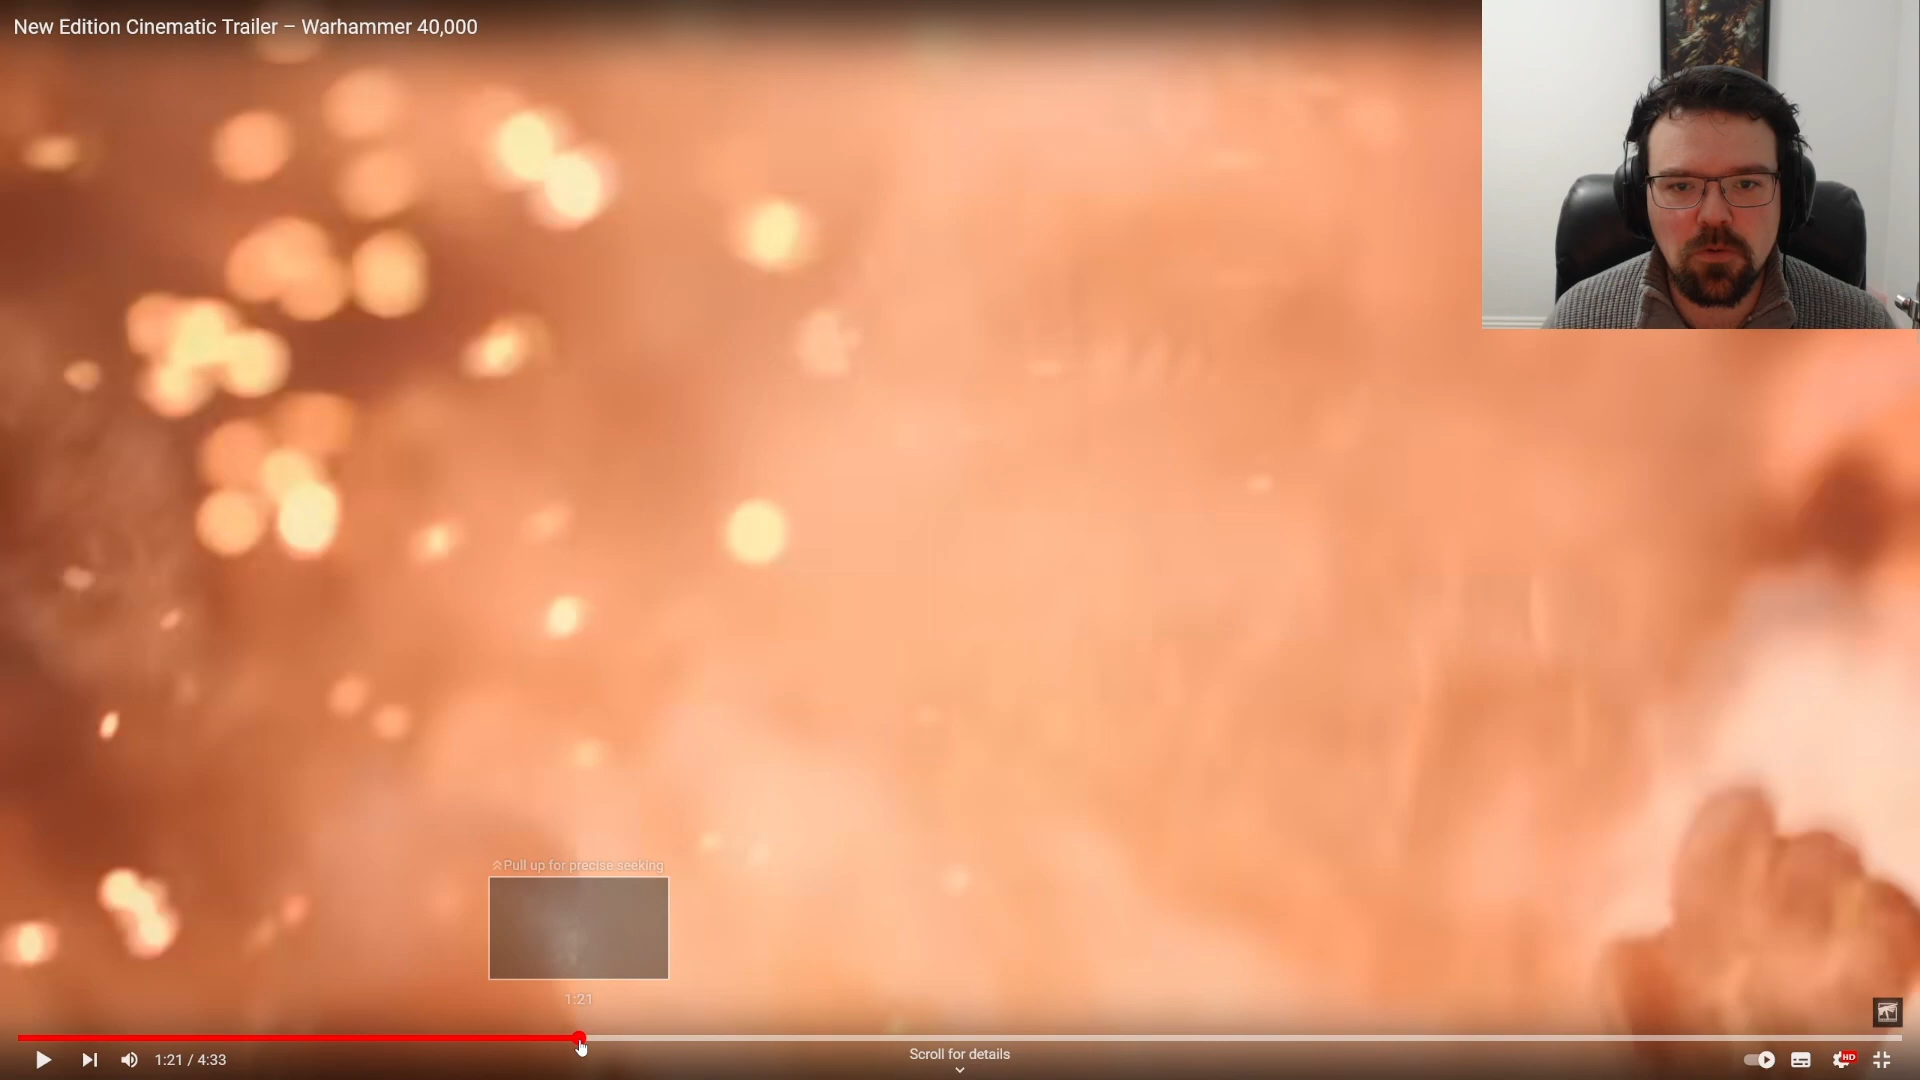 New Edition Cinematic Trailer – Warhammer 40,000
Pull up for precise seeking
1:21
1:21 / 4:33
Scroll for details
HD